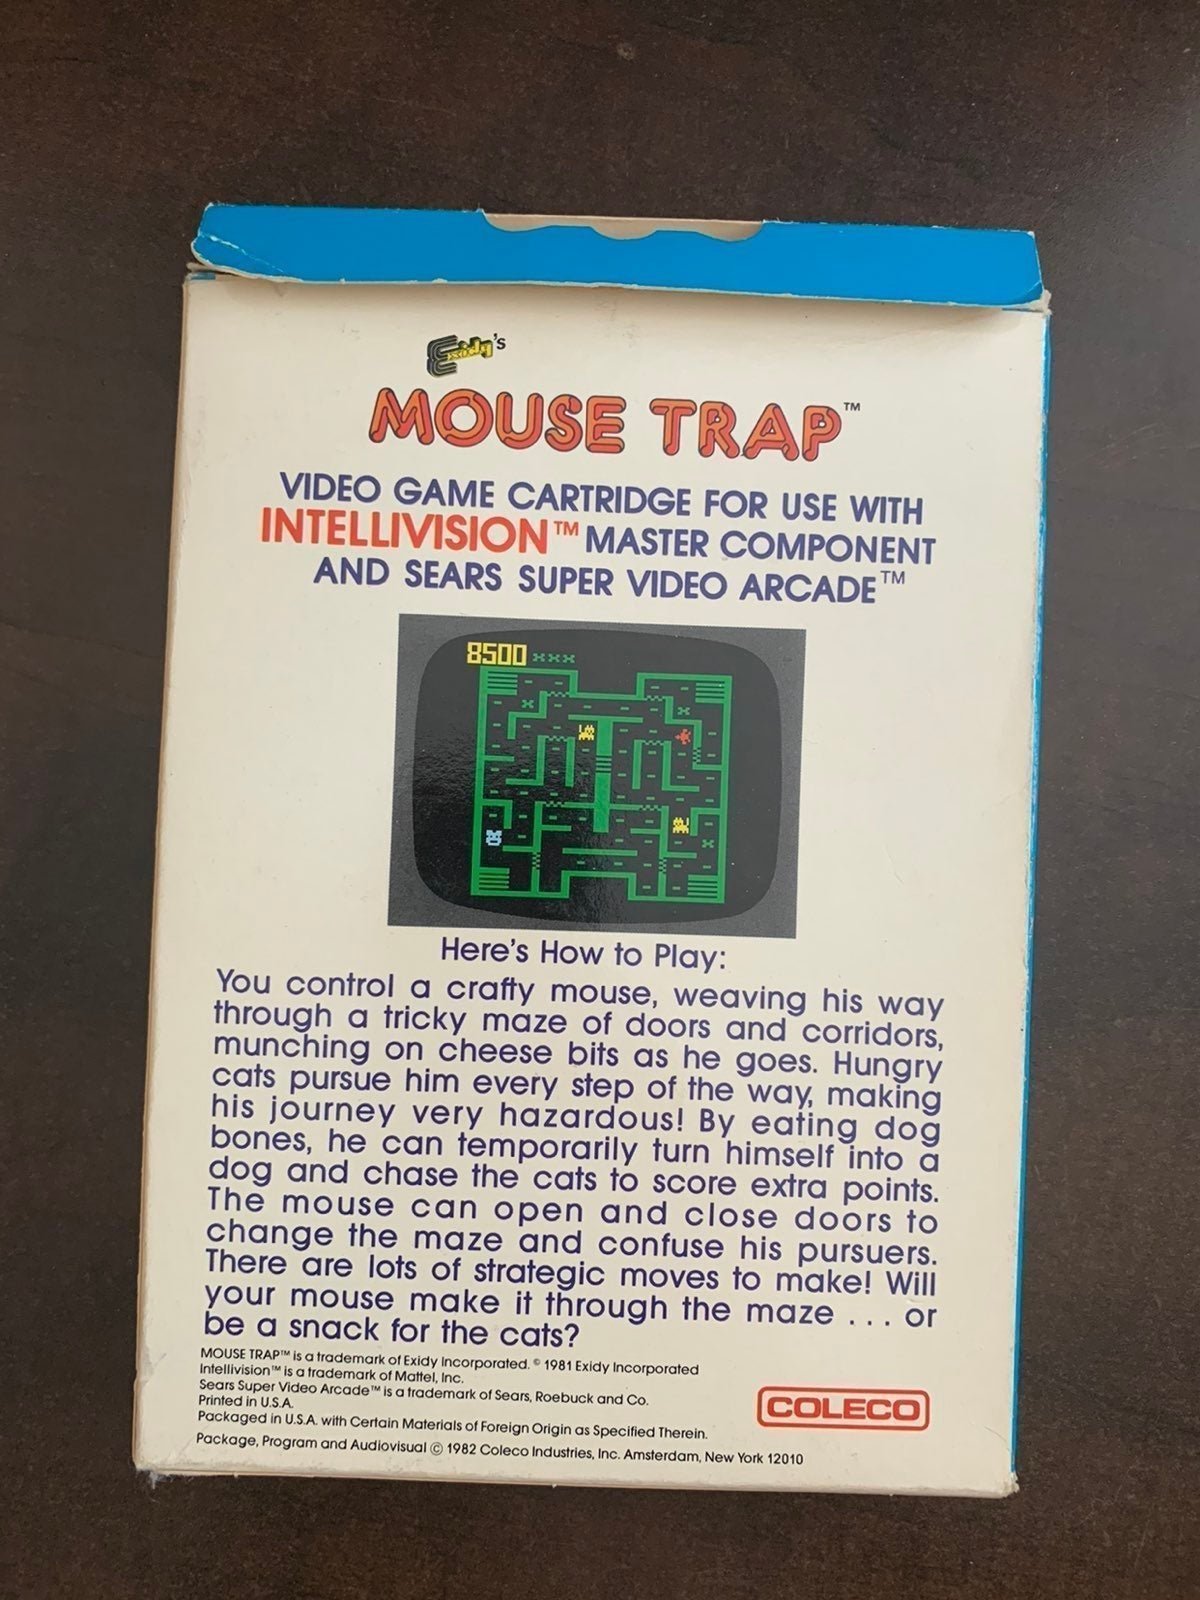 Exidy's
MOUSE TRAP™
VIDEO GAME CARTRIDGE FOR USE WITH
INTELLIVISION™ MASTER COMPONENT
AND SEARS SUPER VIDEO ARCADE™
8500
Here's How to Play:
You control a crafty mouse, weaving his way
through a tricky maze of doors and corridors,
munching on cheese bits as he goes. Hungry
cats pursue him every step of the way, making
his journey very hazardous! By eating dog
bones, he can temporarily turn himself into a
dog and chase the cats to score extra points.
The mouse can open and close doors to
change the maze and confuse his pursuers.
There are lots of strategic moves to make! Will
your mouse make it through the maze . . . or
be a snack for the cats?
MOUSE TRAP™ is a trademark of Exidy Incorporated. © 1981 Exidy Incorporated
Intellivision™ is a trademark of Mattel, Inc.
Sears Super Video Arcade™ is a trademark of Sears, Roebuck and Co.
Printed in U.S.A.
Packaged in U.S.A. with Certain Materials of Foreign Origin as Specified Therein.
Package, Program and Audiovisual © 1982 Coleco Industries, Inc. Amsterdam, New York 12010
COLECO